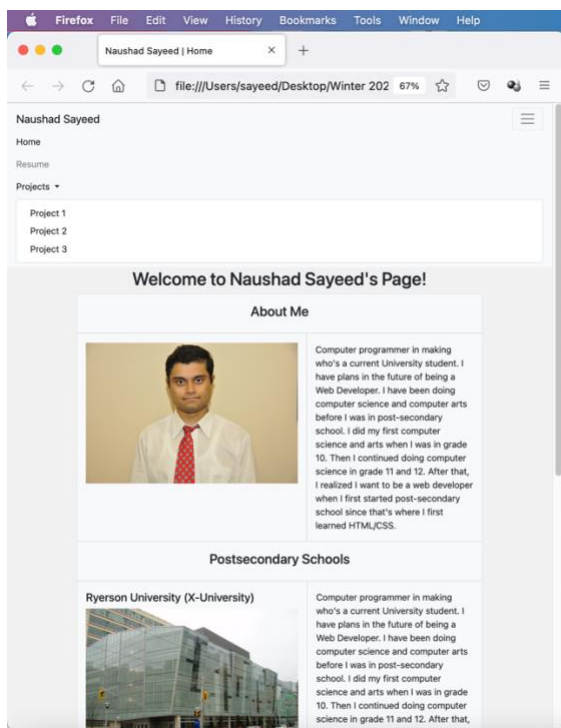 Firefox File Edit View History Bookmarks Tools Window Help
Naushad Sayeed | Home
file:///Users/sayeed/Desktop/Winter 202 67%
Naushad Sayeed
Home
Resume
Projects
Project 1
Project 2
Project 3
Welcome to Naushad Sayeed's Page!
About Me
Computer programmer in making
who's a current University student. I
have plans in the future of being a
Web Developer. I have been doing
computer science and computer arts
before I was in post-secondary
school. I did my first computer
science and arts when I was in grade
10. Then I continued doing computer
science in grade 11 and 12. After that,
I realized I want to be a web developer
when I first started post-secondary
school since that's where I first
learned HTML/CSS.
Postsecondary Schools
Ryerson University (X-University)
Computer programmer in making
who's a current University student. I
have plans in the future of being a
Web Developer. I have been doing
computer science and computer arts
before I was in post-secondary
school. I did my first computer
science and arts when I was in grade
10. Then I continued doing computer
science in grade 11 and 12. After that,